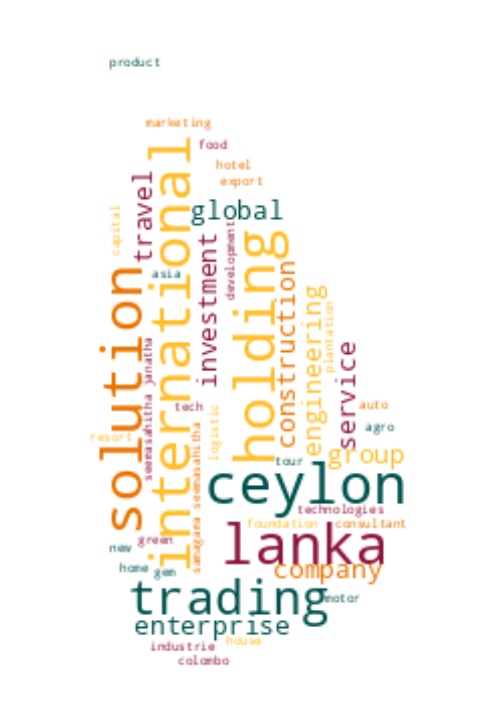 product
marketing
food
hotel
export
travel
international
capital
global
development
investment
holding
asia
solution
construction
engineering
plantation
seemasahitha janatha
service
tech
auto
logistic
agro
resort
samagara seemasahitha
group
tour
ceylon
technologies
foundation
consultant
lanka
green
new
company
home
gem
trading
motor
enterprise
house
industrie
colombo